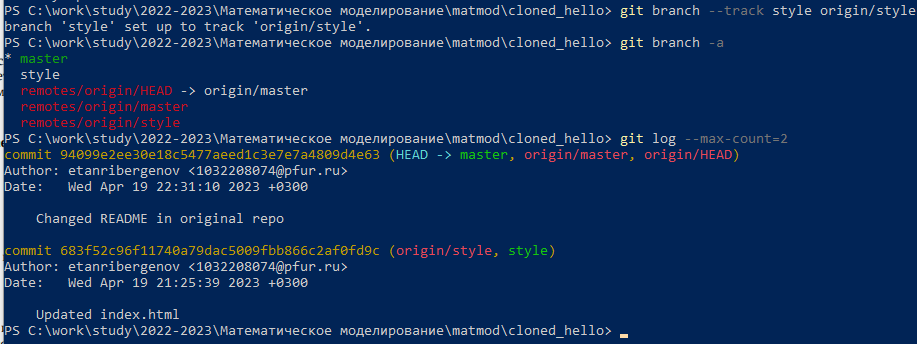 PS C:\work\study\2022-2023\Математическое моделирование\matmod\cloned_hello> git branch --track style origin/style
branch 'style' set up to track 'origin/style'.
PS C:\work\study\2022-2023\Математическое моделирование\matmod\cloned_hello> git branch -a
* master
  style
  remotes/origin/HEAD -> origin/master
  remotes/origin/master
  remotes/origin/style
PS C:\work\study\2022-2023\Математическое моделирование\matmod\cloned_hello> git log --max-count=2
commit 94099e2ee30e18c5477aeed1c3e7e7a4809d4e63 (HEAD -> master, origin/master, origin/HEAD)
Author: etanribergenov <1032208074@pfur.ru>
Date:   Wed Apr 19 22:31:10 2023 +0300

    Changed README in original repo

commit 683f52c96f11740a79dac5009fbb866c2af0fd9c (origin/style, style)
Author: etanribergenov <1032208074@pfur.ru>
Date:   Wed Apr 19 21:25:39 2023 +0300

    Updated index.html
PS C:\work\study\2022-2023\Математическое моделирование\matmod\cloned_hello>